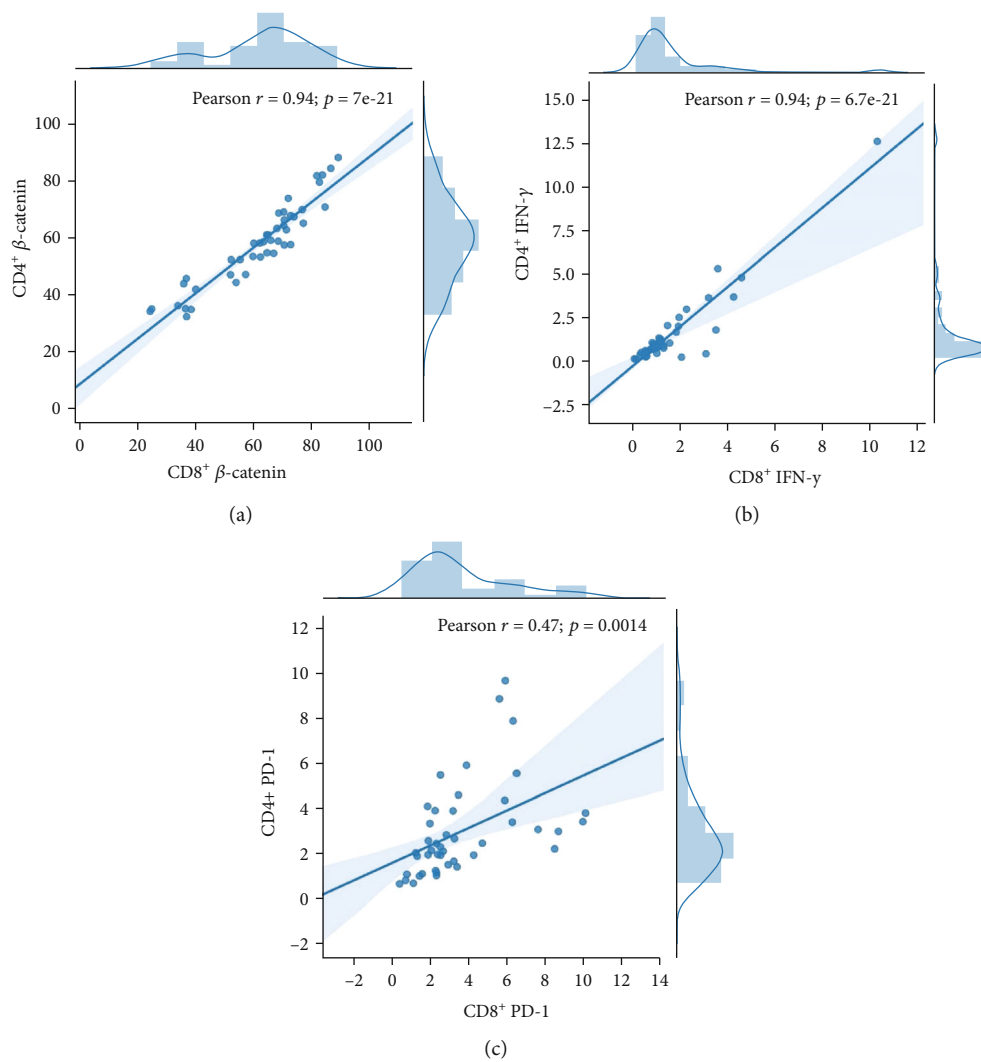 Pearson r = 0.94; p = 7e-21
100
80
60
40
20
0
CD4⁺ β-catenin
0 20 40 60 80 100
CD8⁺ β-catenin
(a)
Pearson r = 0.94; p = 6.7e-21
15.0
12.5
10.0
7.5
5.0
2.5
0.0
−2.5
CD4⁺ IFN-γ
0 2 4 6 8 10 12
CD8⁺ IFN-y
(b)
Pearson r = 0.47; p = 0.0014
12
10
8
6
4
2
0
−2
CD4+ PD-1
−2 0 2 4 6 8 10 12 14
CD8⁺ PD-1
(c)